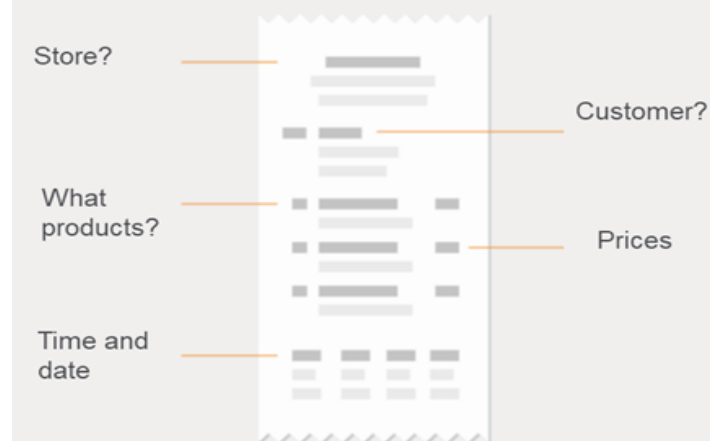 Store?
Customer?
What
products?
Prices
Time and
date